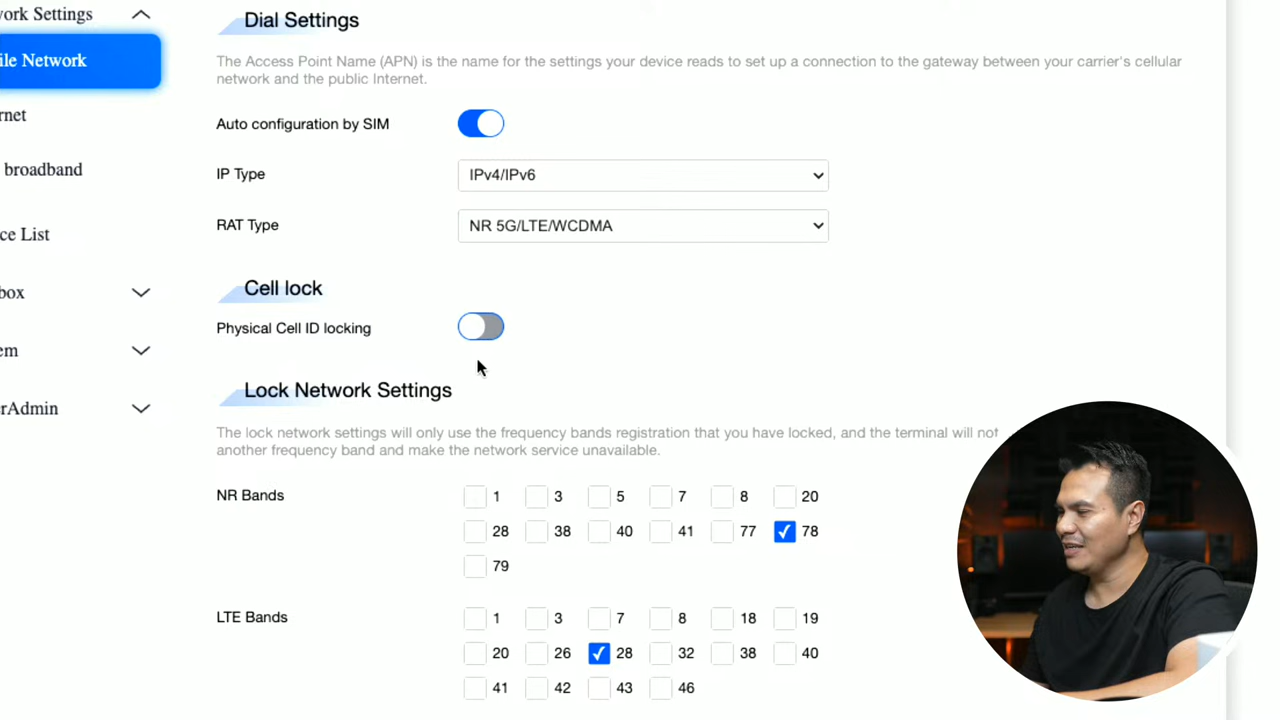 ork Settings
Dial Settings
ile Network
The Access Point Name (APN) is the name for the settings your device reads to set up a connection to the gateway between your carrier's cellular
network and the public Internet.
rnet
Auto configuration by SIM
broadband
IP Type IPv4/IPv6
RAT Type NR 5G/LTE/WCDMA
ce List
box
Cell lock
Physical Cell ID locking
em
Lock Network Settings
erAdmin
The lock network settings will only use the frequency bands registration that you have locked, and the terminal will not
another frequency band and make the network service unavailable.
NR Bands 1 3 5 7 8 20
28 38 40 41 77 78
79
LTE Bands 1 3 7 8 18 19
20 26 28 32 38 40
41 42 43 46